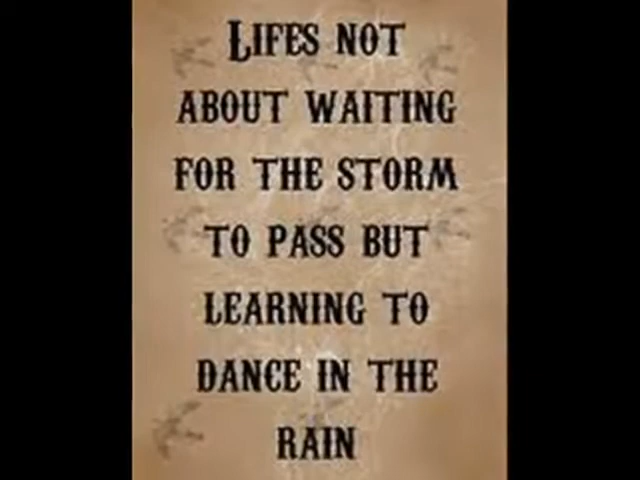 Lifes not
about waiting
for the storm
to pass but
learning to
dance in the
rain